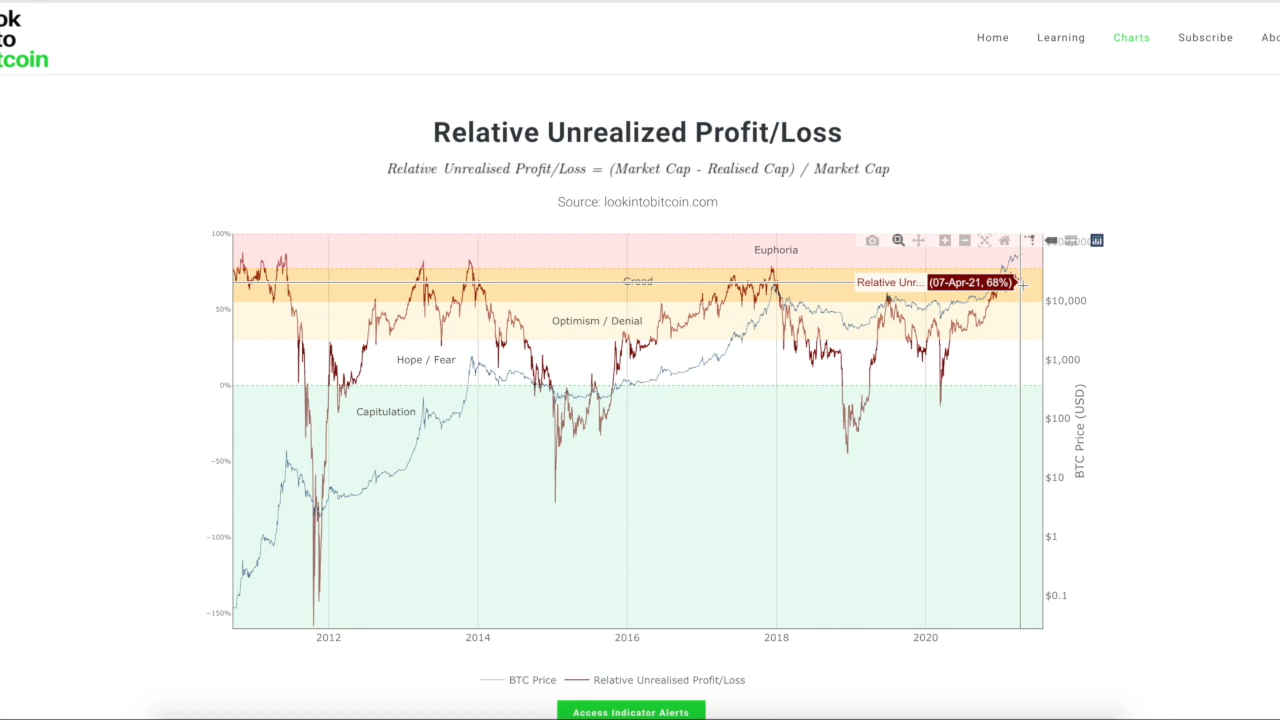 ok
to
tcoin
Home Learning Charts Subscribe Abo
Relative Unrealized Profit/Loss
Relative Unrealised Profit/Loss = (Market Cap - Realised Cap) / Market Cap
Source: lookintobitcoin.com
100%
50%
0%
−50%
−100%
−150%
Euphoria
Greed
Relative Unr... (07-Apr-21, 68%)
Optimism / Denial
Hope / Fear
Capitulation
$10,000
$1,000
$100
$10
$1
$0.1
BTC Price (USD)
2012 2014 2016 2018 2020
BTC Price Relative Unrealised Profit/Loss
Access Indicator Alerts